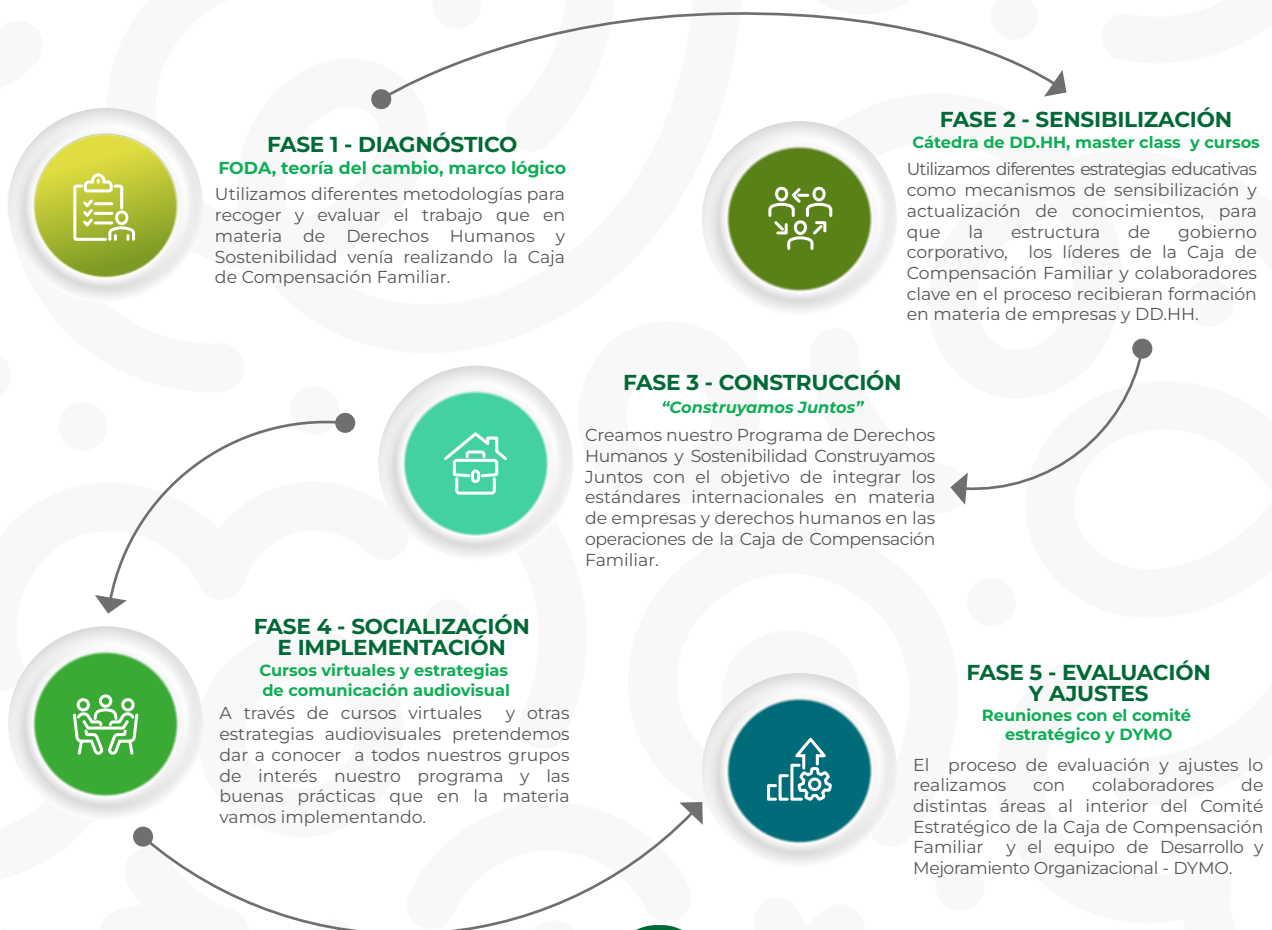 FASE 1 - DIAGNÓSTICO
FODA, teoría del cambio, marco lógico
Utilizamos diferentes metodologías para
recoger y evaluar el trabajo que en
materia de Derechos Humanos y
Sostenibilidad venía realizando la Caja
de Compensación Familiar.
FASE 2 - SENSIBILIZACIÓN
Cátedra de DD.HH, master class y cursos
Utilizamos diferentes estrategias educativas
como mecanismos de sensibilización y
actualización de conocimientos, para
que la estructura de gobierno
corporativo, los líderes de la Caja de
Compensación Familiar y colaboradores
clave en el proceso recibieran formación
en materia de empresas y DD.HH.
FASE 3 - CONSTRUCCIÓN
“Construyamos Juntos”
Creamos nuestro Programa de Derechos
Humanos y Sostenibilidad Construyamos
Juntos con el objetivo de integrar los
estándares internacionales en materia
de empresas y derechos humanos en las
operaciones de la Caja de Compensación
Familiar.
FASE 4 - SOCIALIZACIÓN
E IMPLEMENTACIÓN
Cursos virtuales y estrategias
de comunicación audiovisual
A través de cursos virtuales y otras
estrategias audiovisuales pretendemos
dar a conocer a todos nuestros grupos
de interés nuestro programa y las
buenas prácticas que en la materia
vamos implementando.
FASE 5 - EVALUACIÓN
Y AJUSTES
Reuniones con el comité
estratégico y DYMO
El proceso de evaluación y ajustes lo
realizamos con colaboradores de
distintas áreas al interior del Comité
Estratégico de la Caja de Compensación
Familiar y el equipo de Desarrollo y
Mejoramiento Organizacional - DYMO.